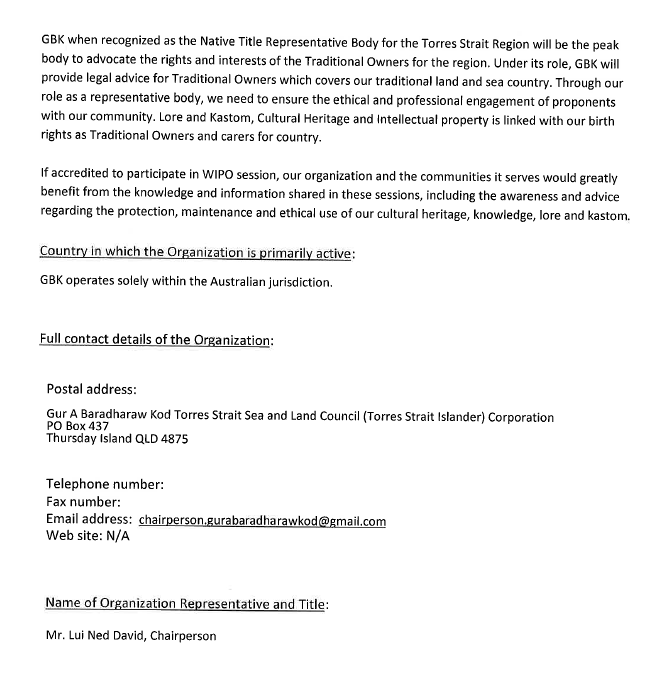 GBK when recognized as the Native Title Representative Body for the Torres Strait Region will be the peak
body to advocate the rights and interests of the Traditional Owners for the region. Under its role, GBK will
provide legal advice for Traditional Owners which covers our traditional land and sea country. Through our
role as a representative body, we need to ensure the ethical and professional engagement of proponents
with our community. Lore and Kastom, Cultural Heritage and Intellectual property is linked with our birth
rights as Traditional Owners and carers for country.
If accredited to participate in WIPO session, our organization and the communities it serves would greatly
benefit from the knowledge and information shared in these sessions, including the awareness and advice
regarding the protection, maintenance and ethical use of our cultural heritage, knowledge, lore and kastom.
Country in which the Organization is primarily active:
GBK operates solely within the Australian jurisdiction.
Full contact details of the Organization:
Postal address:
Gur A Baradharaw Kod Torres Strait Sea and Land Council (Torres Strait Islander) Corporation
PO Box 437
Thursday Island QLD 4875
Telephone number:
Fax number:
Email address: chairperson.gurabaradharawkod@gmail.com
Web site: N/A
Name of Organization Representative and Title:
Mr. Lui Ned David, Chairperson